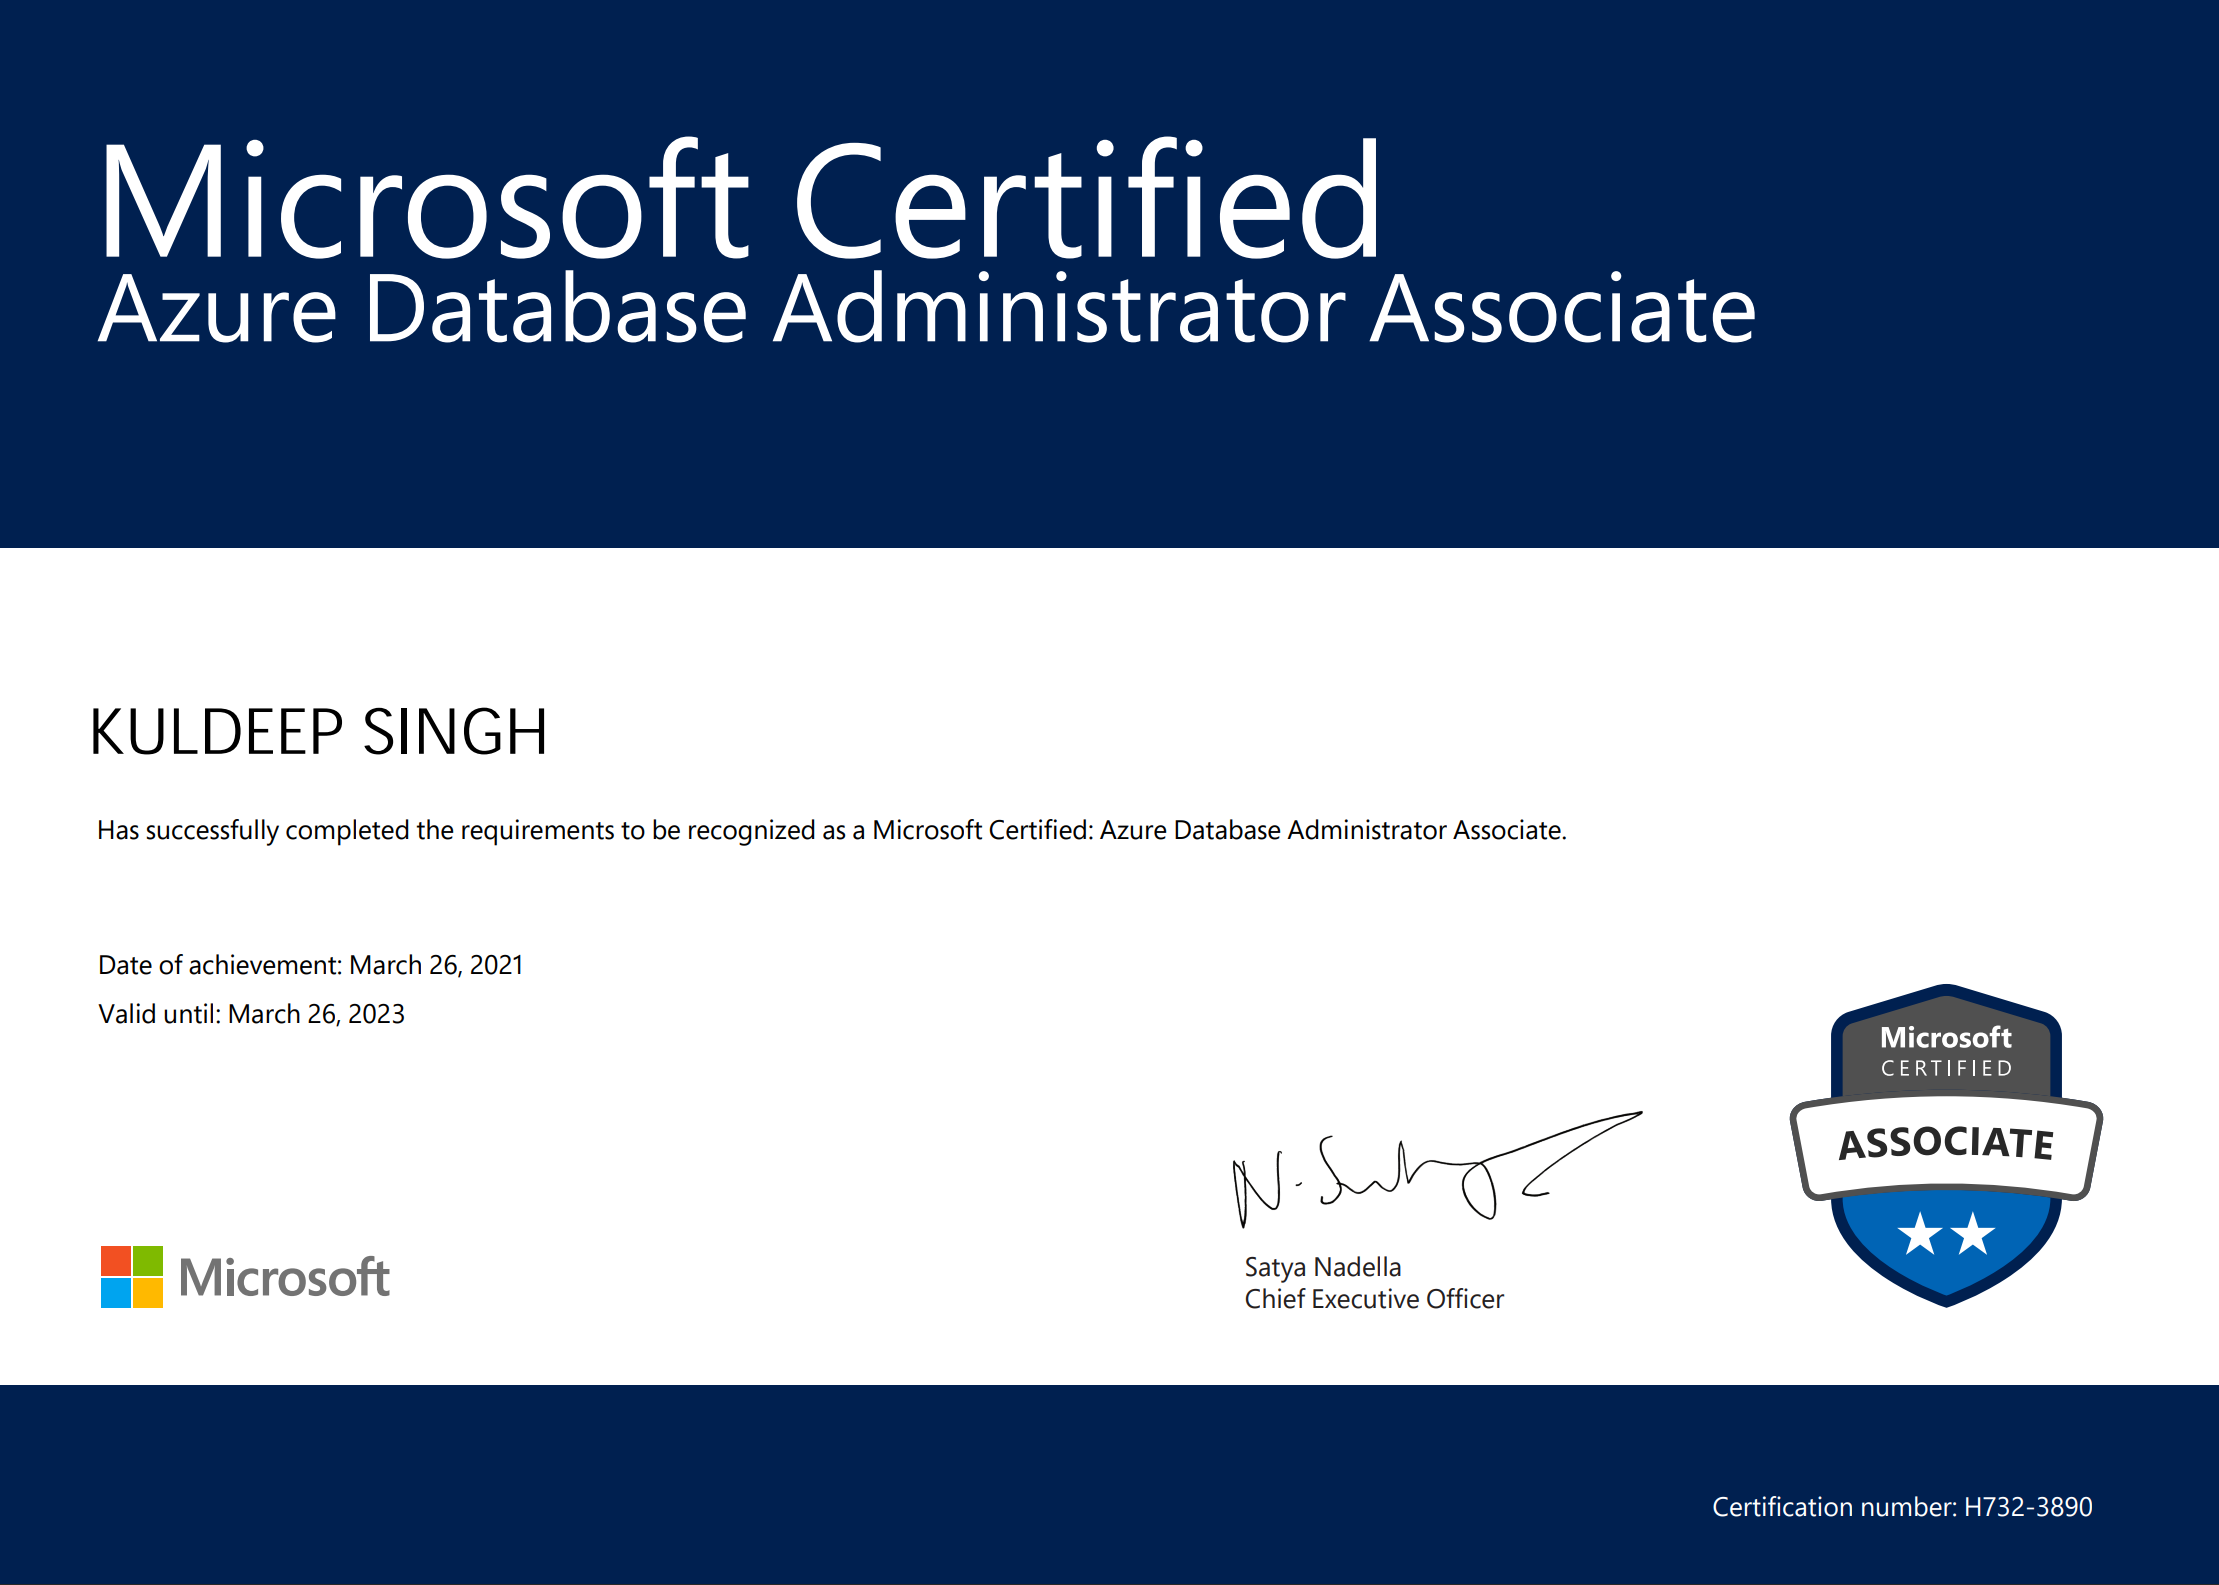 Microsoft Certified
Azure Database Administrator Associate
KULDEEP SINGH
Has successfully completed the requirements to be recognized as a Microsoft Certified: Azure Database Administrator Associate.
Date of achievement: March 26, 2021
Valid until: March 26, 2023
Microsoft
CERTIFIED
ASSOCIATE
N. Satya
Microsoft
Satya Nadella
Chief Executive Officer
Certification number: H732-3890